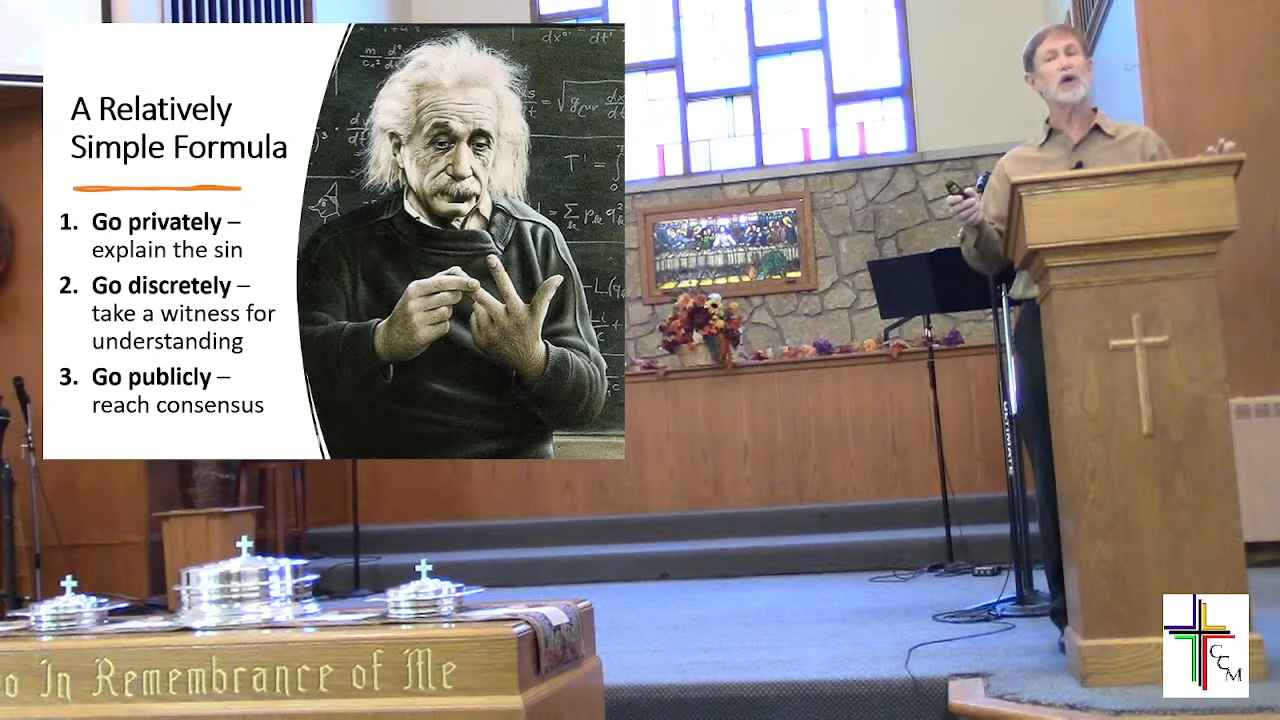 A Relatively
Simple Formula
1. Go privately –
explain the sin
2. Go discretely –
take a witness for
understanding
3. Go publicly –
reach consensus
In Remembrance of Me
ULTIMATE
CCM